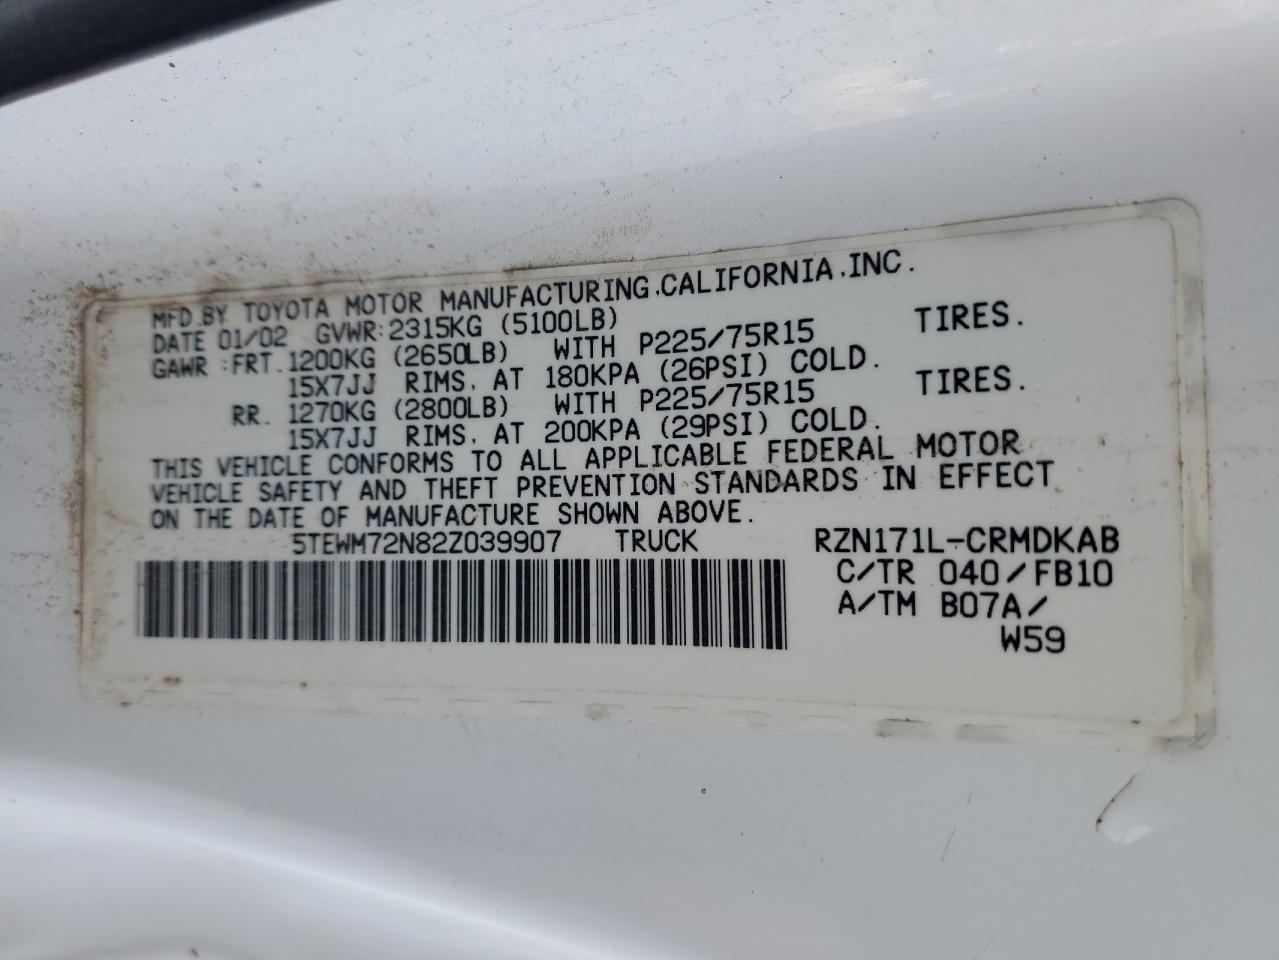 MFD.BY TOYOTA MOTOR MANUFACTURING,CALIFORNIA,INC.
DATE 01/02 GVWR:2315KG (5100LB)
GAWR :FRT. 1200KG (2650LB) WITH P225/75R15 TIRES.
15X7JJ RIMS, AT 180KPA (26PSI) COLD.
RR. 1270KG (2800LB) WITH P225/75R15 TIRES.
15X7JJ RIMS, AT 200KPA (29PSI) COLD.
THIS VEHICLE CONFORMS TO ALL APPLICABLE FEDERAL MOTOR
VEHICLE SAFETY AND THEFT PREVENTION STANDARDS IN EFFECT
ON THE DATE OF MANUFACTURE SHOWN ABOVE.
5TEWM72N82Z039907 TRUCK RZN171L-CRMDKAB
C/TR 040/FB10
A/TM B07A/
W59